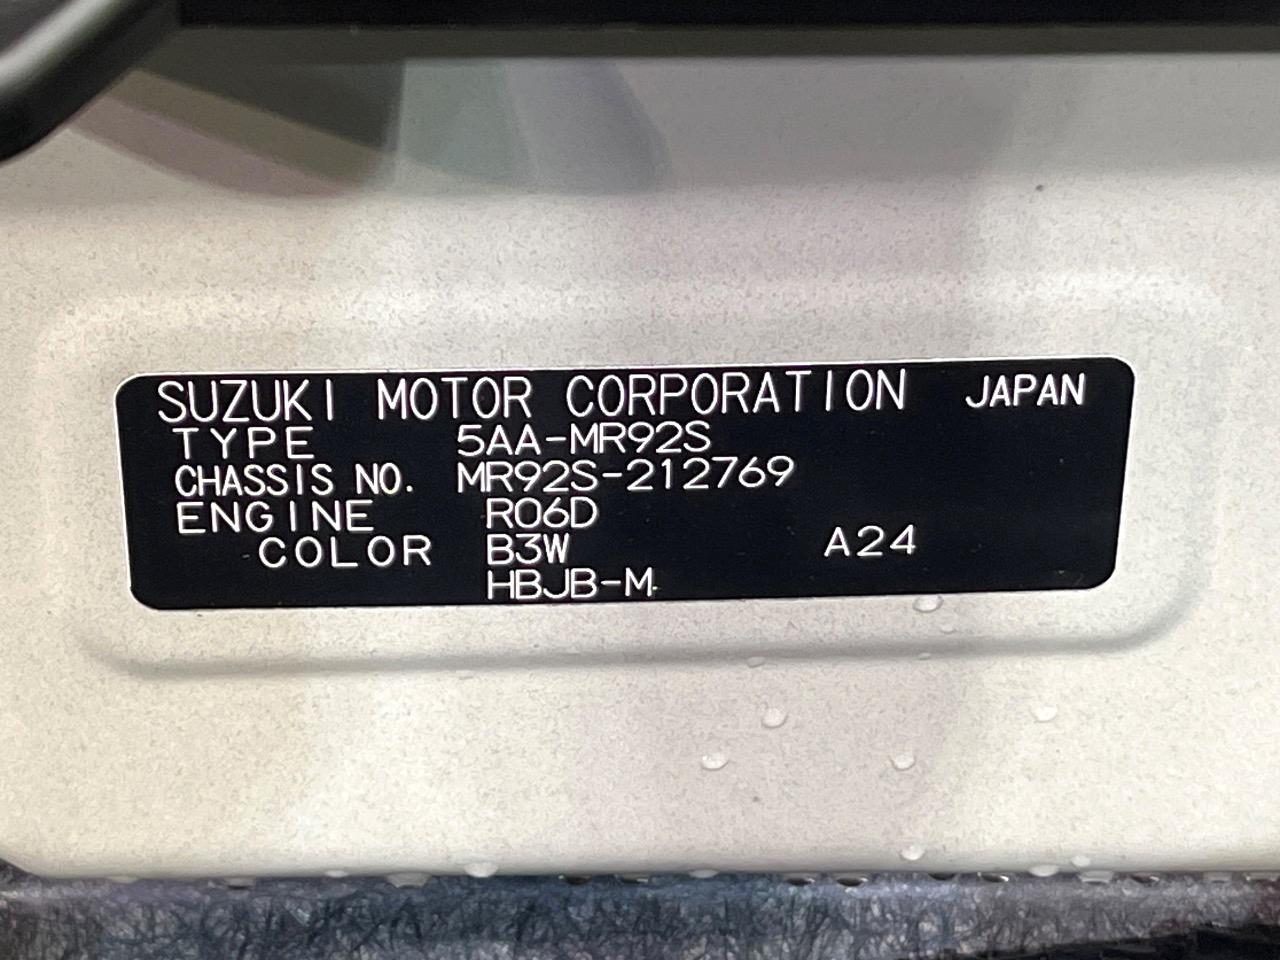 SUZUKI MOTOR CORPORATION JAPAN
TYPE 5AA-MR92S
CHASSIS NO. MR92S-212769
ENGINE R06D
COLOR B3W A24
HBJB-M